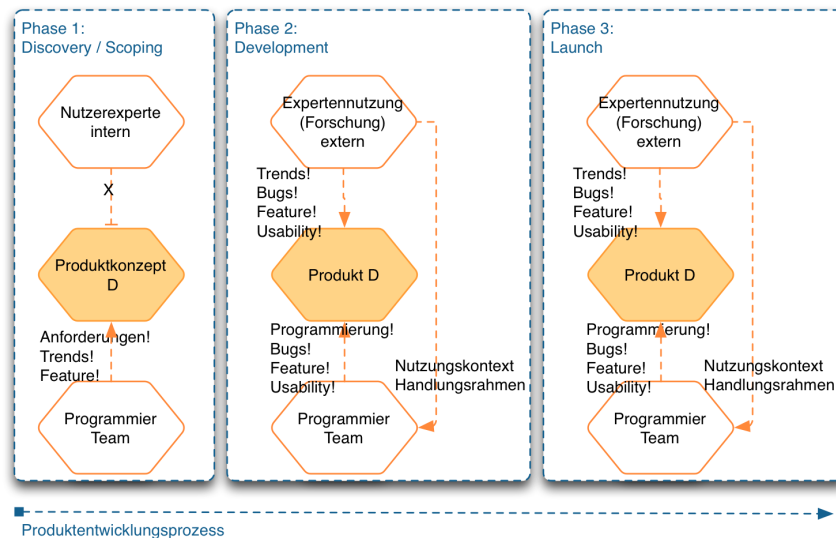 Phase 1:
Discovery / Scoping
Nutzerexperte
intern
X
Produktkonzept
D
Anforderungen!
Trends!
Feature!
Programmier
Team
Phase 2:
Development
Expertennutzung
(Forschung)
extern
Trends!
Bugs!
Feature!
Usability!
Produkt D
Programmierung!
Bugs!
Feature!
Usability!
Nutzungskontext
Handlungsrahmen
Programmier
Team
Phase 3:
Launch
Expertennutzung
(Forschung)
extern
Trends!
Bugs!
Feature!
Usability!
Produkt D
Programmierung!
Bugs!
Feature!
Usability!
Nutzungskontext
Handlungsrahmen
Programmier
Team
Produktentwicklungsprozess